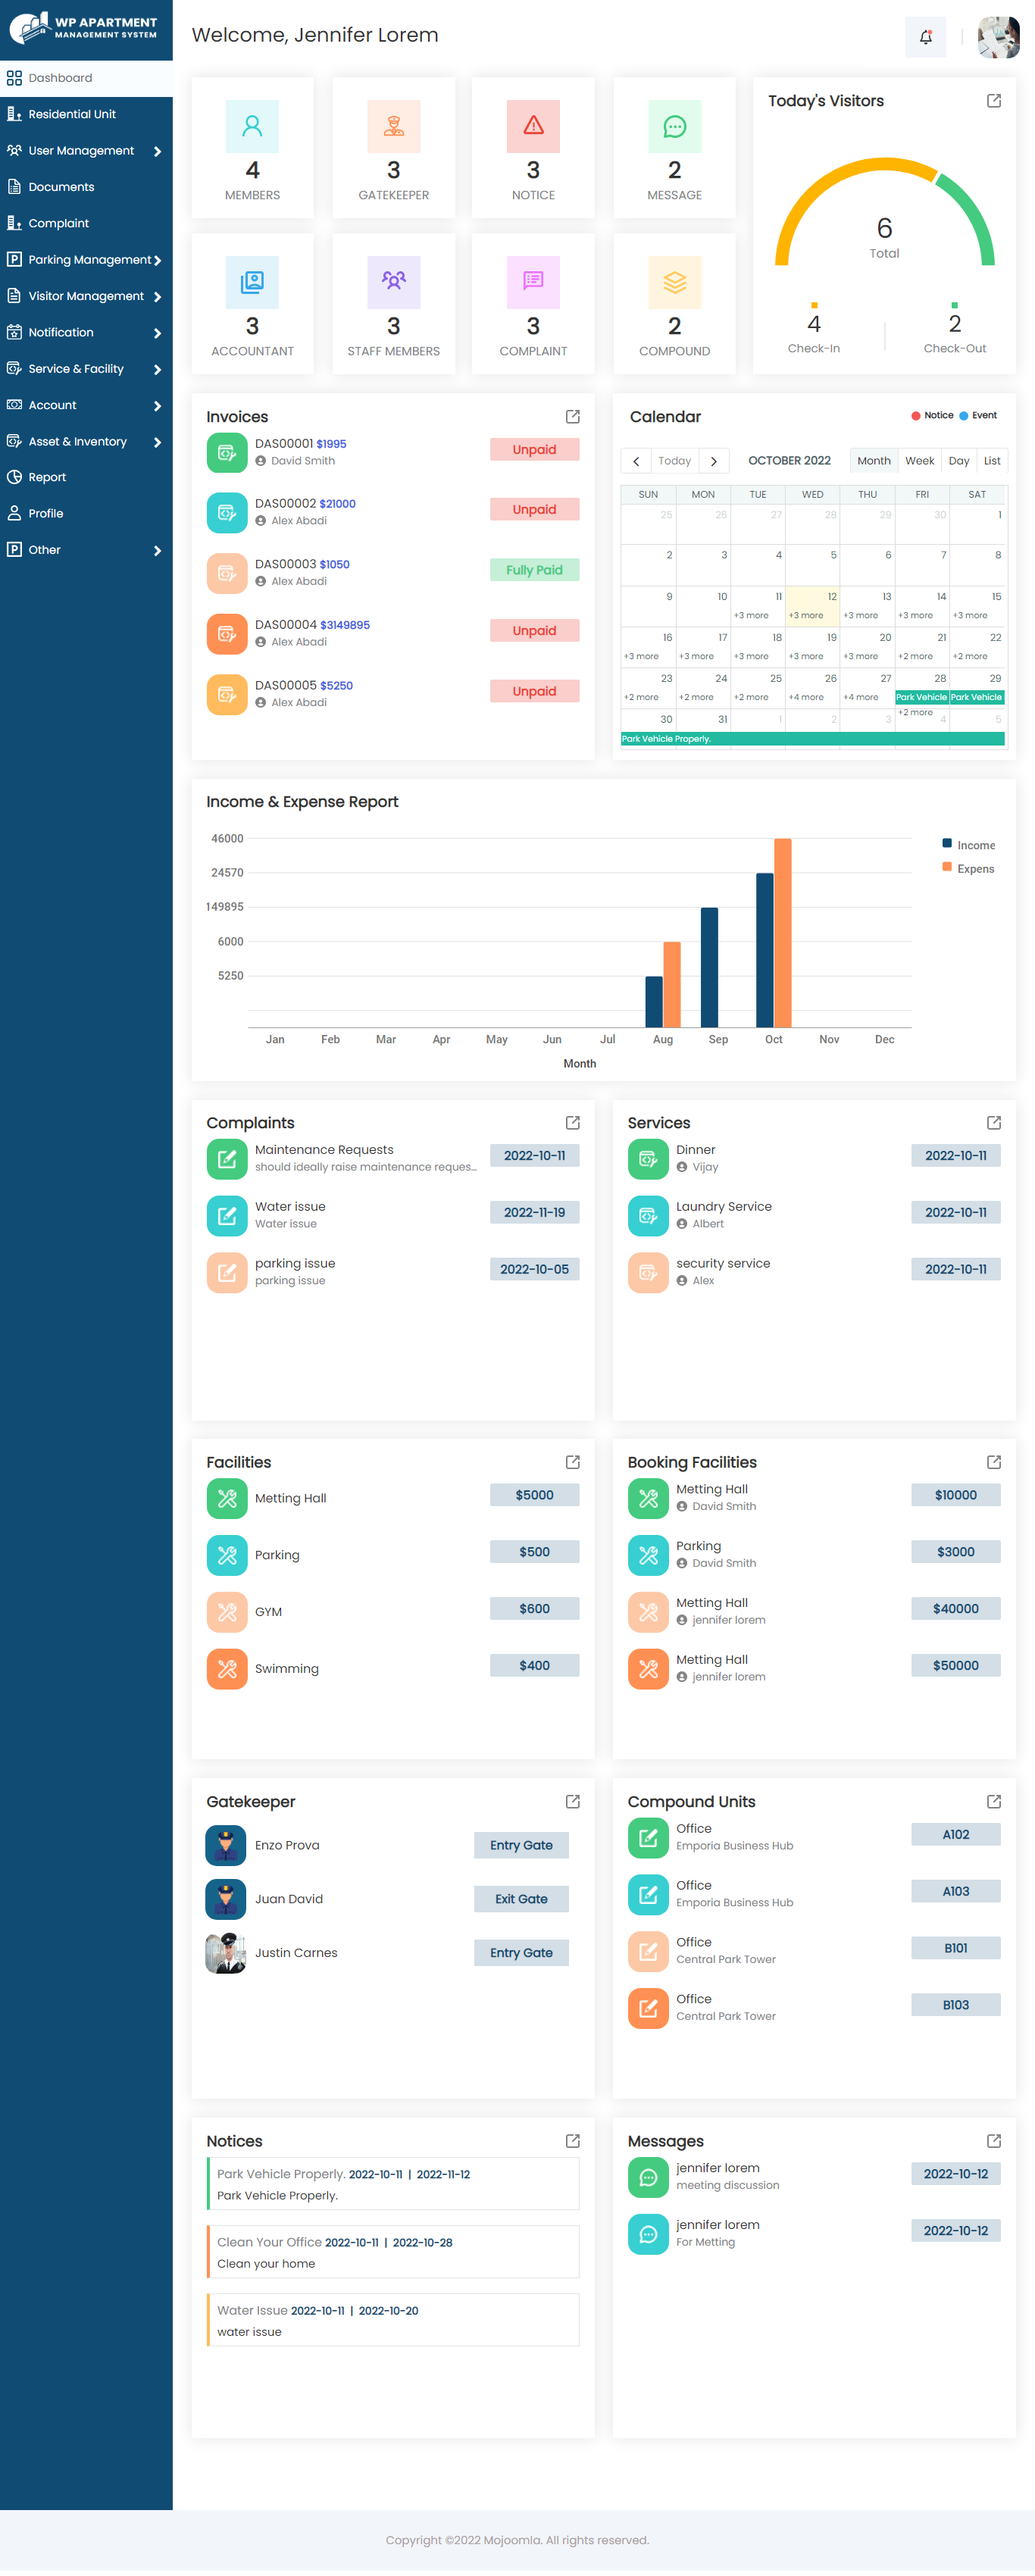 WP APARTMENT
MANAGEMENT SYSTEM
Dashboard
Residential Unit
User Management
Documents
Complaint
Parking Management
Visitor Management
Notification
Service & Facility
Account
Asset & Inventory
Report
Profile
Other
Welcome, Jennifer Lorem
4
MEMBERS
3
GATEKEEPER
3
NOTICE
2
MESSAGE
3
ACCOUNTANT
3
STAFF MEMBERS
3
COMPLAINT
2
COMPOUND
Today's Visitors
6
Total
4
Check-In
2
Check-Out
Invoices
DAS00001 $1995
David Smith
Unpaid
DAS00002 $21000
Alex Abadi
Unpaid
DAS00003 $1050
Alex Abadi
Fully Paid
DAS00004 $3149895
Alex Abadi
Unpaid
DAS00005 $5250
Alex Abadi
Unpaid
Calendar
Notice Event
Today OCTOBER 2022 Month Week Day List
SUN MON TUE WED THU FRI SAT
25 26 27 28 29 30 1
2 3 4 5 6 7 8
9 10 11 12 13 14 15
+3 more +3 more +3 more +3 more +3 more
16 17 18 19 20 21 22
+3 more +3 more +3 more +3 more +3 more +2 more +2 more
23 24 25 26 27 28 29
+2 more +2 more +2 more +4 more +4 more Park Vehicle Park Vehicle
+2 more
30 31 1 2 3 4 5
Park Vehicle Properly.
Income & Expense Report
46000
24570
149895
6000
5250
Jan Feb Mar Apr May Jun Jul Aug Sep Oct Nov Dec
Month
Income
Expens
Complaints
Maintenance Requests
should ideally raise maintenance reques...
2022-10-11
Water issue
Water issue
2022-11-19
parking issue
parking issue
2022-10-05
Services
Dinner
Vijay
2022-10-11
Laundry Service
Albert
2022-10-11
security service
Alex
2022-10-11
Facilities
Metting Hall
$5000
Parking
$500
GYM
$600
Swimming
$400
Booking Facilities
Metting Hall
David Smith
$10000
Parking
David Smith
$3000
Metting Hall
jennifer lorem
$40000
Metting Hall
jennifer lorem
$50000
Gatekeeper
Enzo Prova
Entry Gate
Juan David
Exit Gate
Justin Carnes
Entry Gate
Compound Units
Office
Emporia Business Hub
A102
Office
Emporia Business Hub
A103
Office
Central Park Tower
B101
Office
Central Park Tower
B103
Notices
Park Vehicle Properly. 2022-10-11 | 2022-11-12
Park Vehicle Properly.
Clean Your Office 2022-10-11 | 2022-10-28
Clean your home
Water Issue 2022-10-11 | 2022-10-20
water issue
Messages
jennifer lorem
meeting discussion
2022-10-12
jennifer lorem
For Metting
2022-10-12
Copyright ©2022 Mojoomla. All rights reserved.